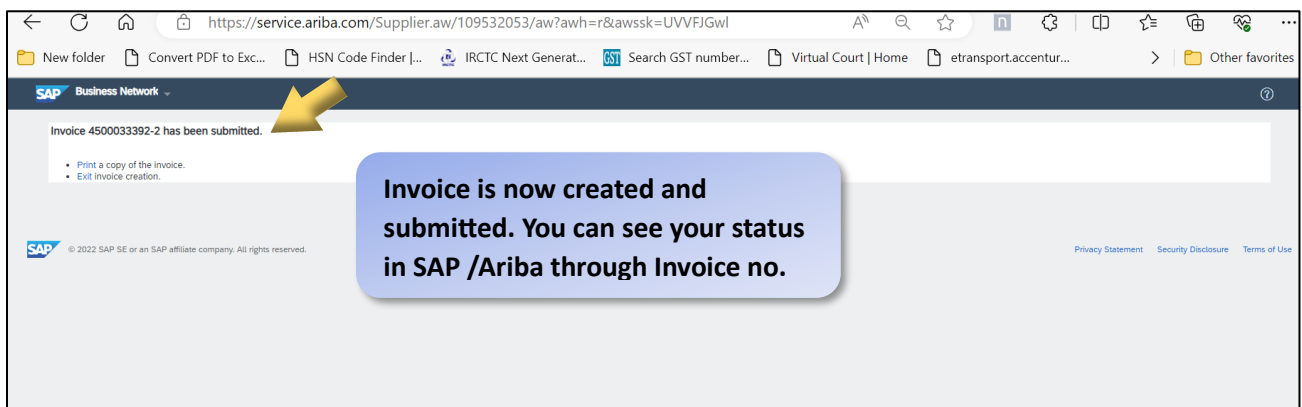 https://service.ariba.com/Supplier.aw/109532053/aw?awh=r&awssk=UVVFJGwl
New folder Convert PDF to Exc... HSN Code Finder |... IRCTC Next Generat... GST Search GST number... Virtual Court | Home etransport.accentur... Other favorites
SAP Business Network
Invoice 4500033392-2 has been submitted.
Print a copy of the invoice.
Exit invoice creation.
Invoice is now created and
submitted. You can see your status
in SAP /Ariba through Invoice no.
SAP © 2022 SAP SE or an SAP affiliate company. All rights reserved. Privacy Statement Security Disclosure Terms of Use